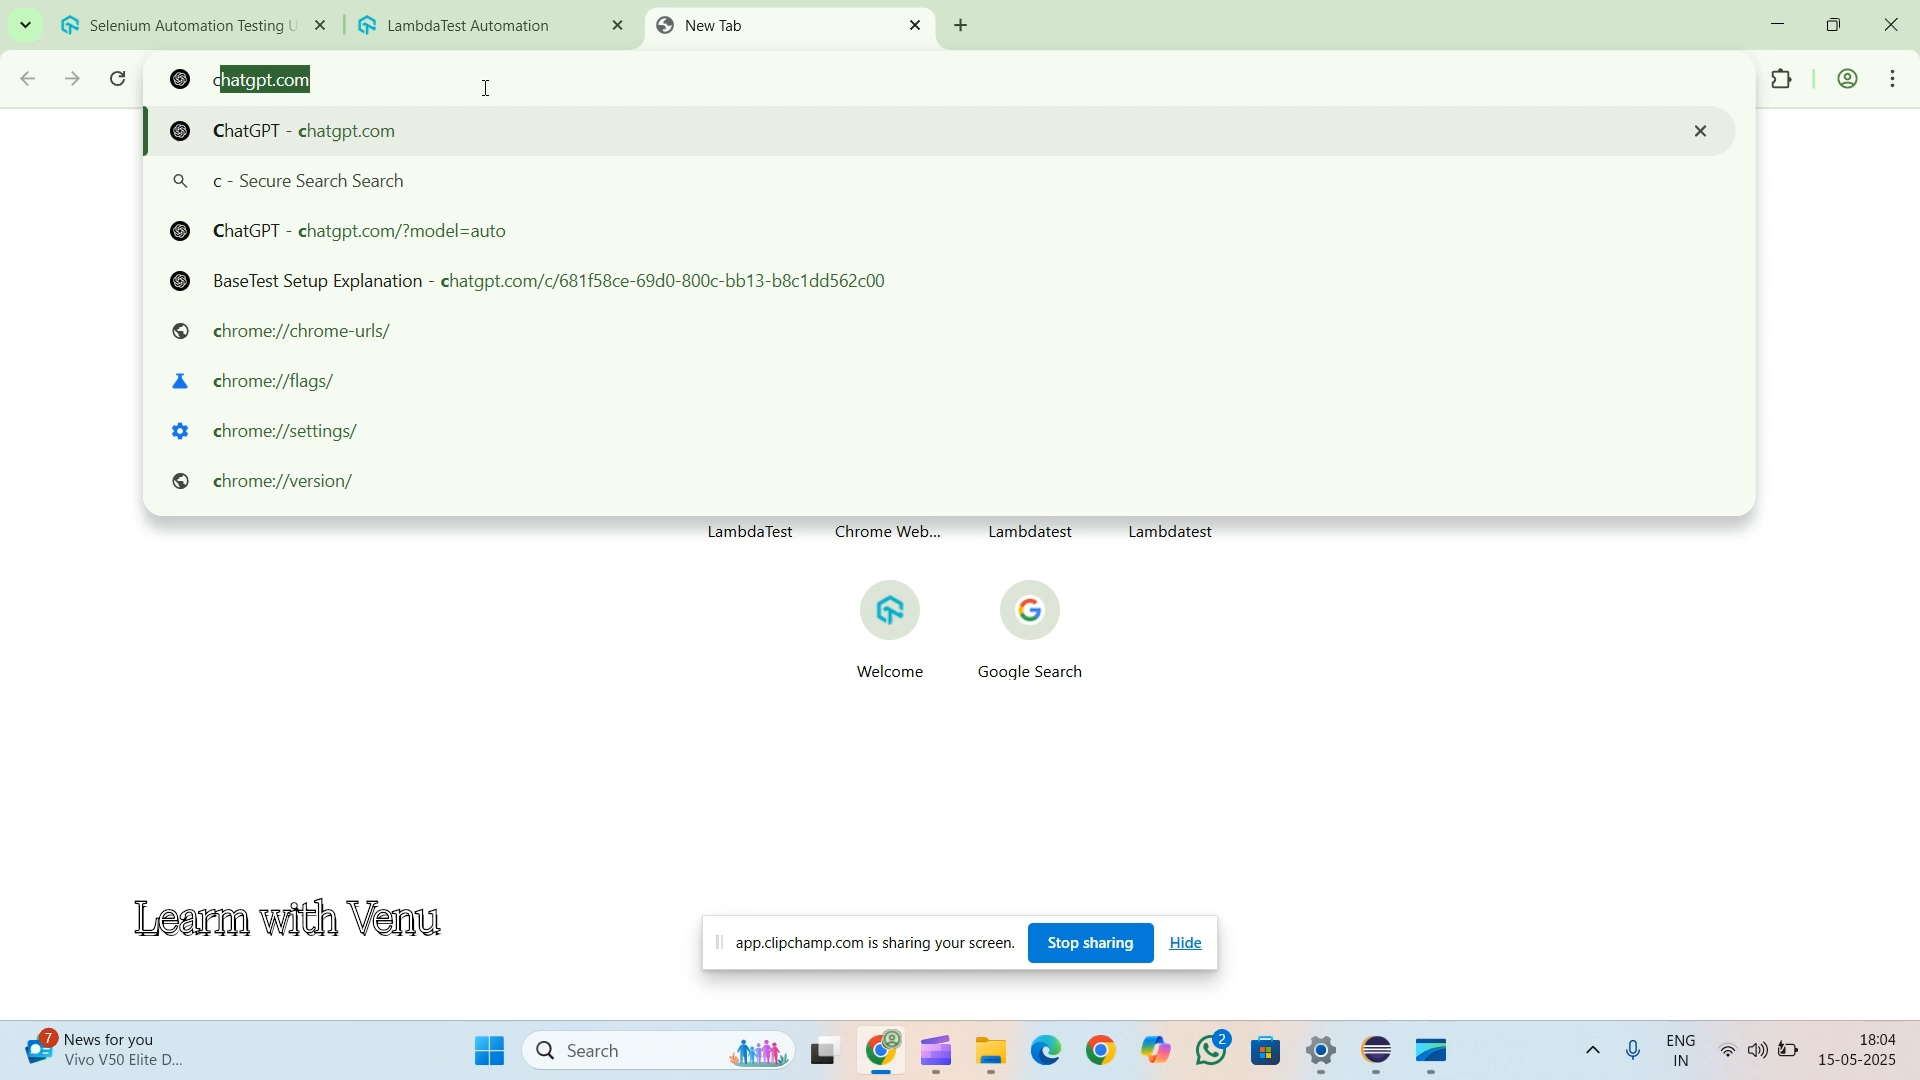 Selenium Automation Testing U
LambdaTest Automation
New Tab
chatgpt.com
ChatGPT - chatgpt.com
c - Secure Search Search
ChatGPT - chatgpt.com/?model=auto
BaseTest Setup Explanation - chatgpt.com/c/681f58ce-69d0-800c-bb13-b8c1dd562c00
chrome://chrome-urls/
chrome://flags/
chrome://settings/
chrome://version/
LambdaTest
Chrome Web...
Lambdatest
Lambdatest
Welcome
Google Search
Learm with Venu
app.clipchamp.com is sharing your screen.
Stop sharing
Hide
7
News for you
Vivo V50 Elite D...
Search
2
ENG
IN
18:04
15-05-2025